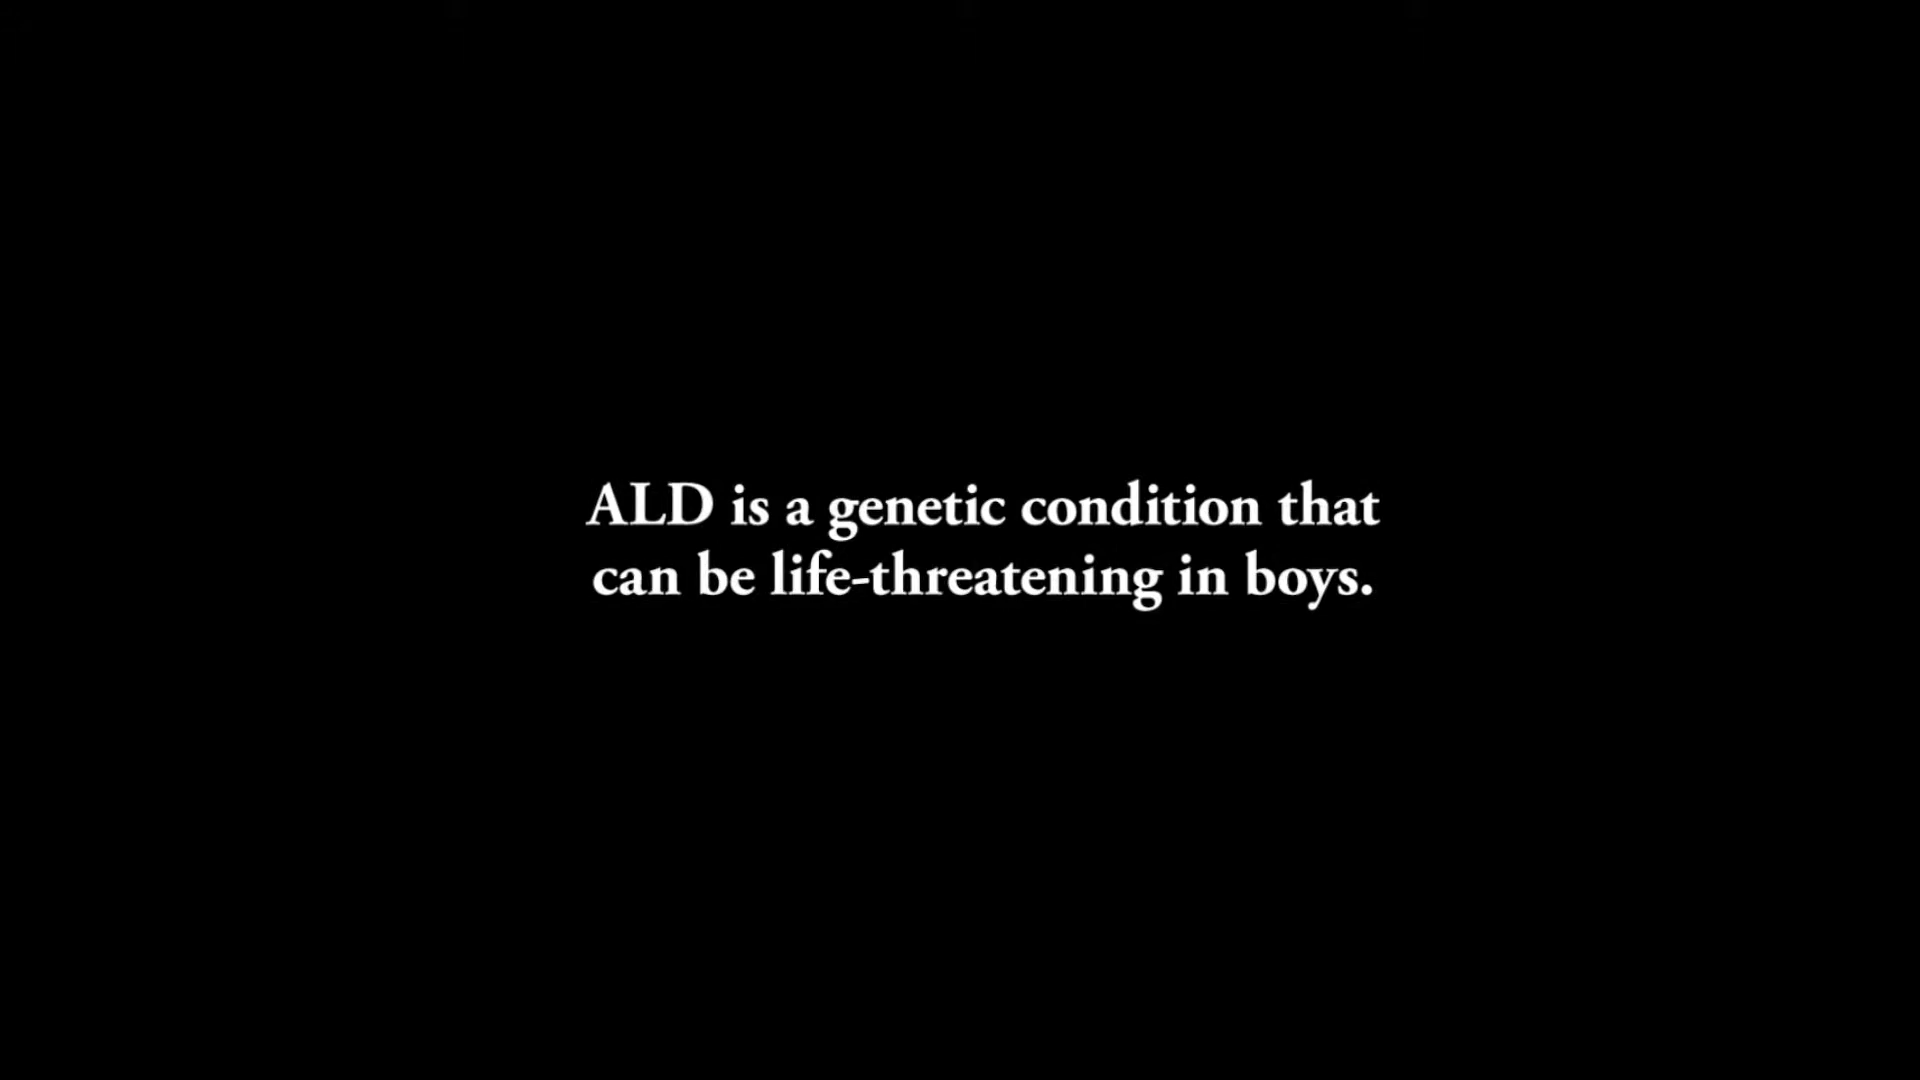 ALD is a genetic condition that
can be life-threatening in boys.